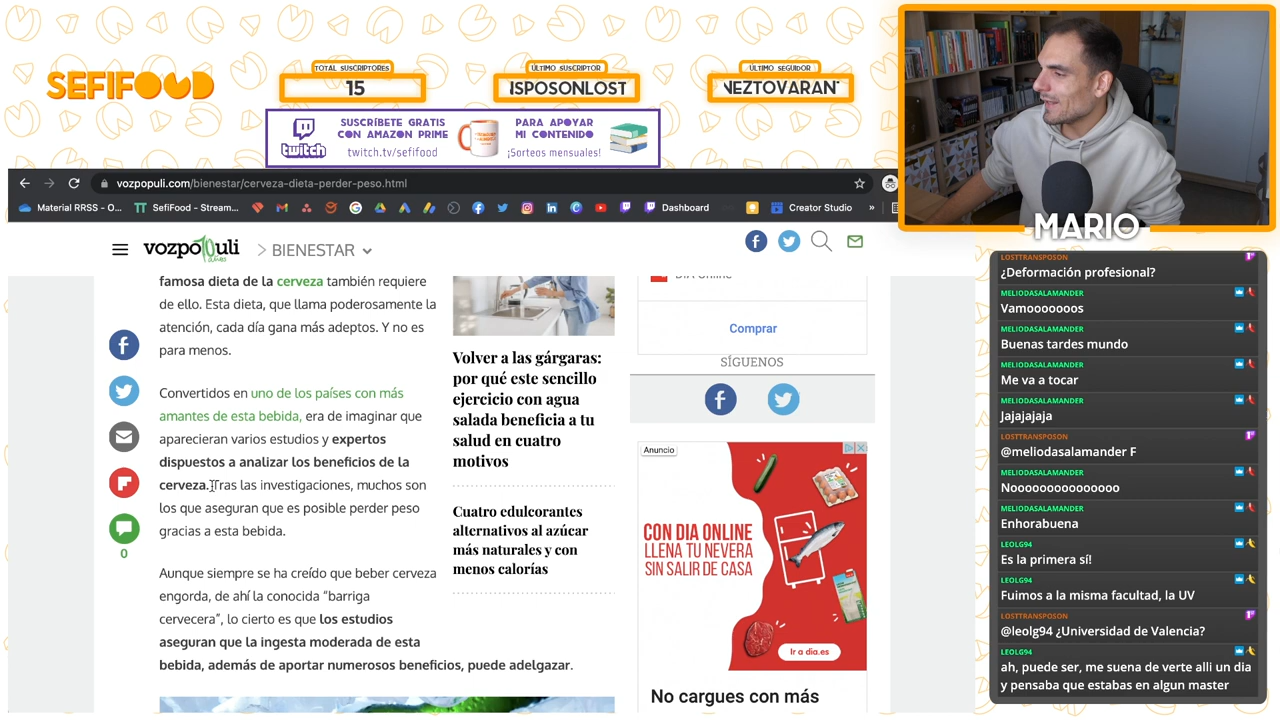 SEFIFOOD
TOTAL SUSCRIPTORES
15
ÚLTIMO SUSCRIPTOR
ISPOSONLOST
ÚLTIMO SEGUIDOR
NEZTOVARAN
twitch
SUSCRÍBETE GRATIS
CON AMAZON PRIME
twitch.tv/sefifood
PARA APOYAR
MI CONTENIDO
¡Sorteos mensuales!
vozpopuli.com/bienestar/cerveza-dieta-perder-peso.html
Material RRSS - O...
SefiFood - Stream...
Dashboard
Creator Studio
»
vozpópuli
BIENESTAR
famosa dieta de la cerveza también requiere
de ello. Esta dieta, que llama poderosamente la
atención, cada día gana más adeptos. Y no es
para menos.
Convertidos en uno de los países con más
amantes de esta bebida, era de imaginar que
aparecieran varios estudios y expertos
dispuestos a analizar los beneficios de la
cerveza. Tras las investigaciones, muchos son
los que aseguran que es posible perder peso
gracias a esta bebida.
Aunque siempre se ha creído que beber cerveza
engorda, de ahí la conocida “barriga
cervecera”, lo cierto es que los estudios
aseguran que la ingesta moderada de esta
bebida, además de aportar numerosos beneficios, puede adelgazar.
0
Volver a las gárgaras:
por qué este sencillo
ejercicio con agua
salada beneficia a tu
salud en cuatro
motivos
Cuatro edulcorantes
alternativos al azúcar
más naturales y con
menos calorías
Comprar
SÍGUENOS
Anuncio
CON DIA ONLINE
LLENA TU NEVERA
SIN SALIR DE CASA
Ir a dia.es
No cargues con más
MARIO
LOSTTRANSPOSON
¿Deformación profesional?
MELIODASALAMANDER
Vamooooooos
MELIODASALAMANDER
Buenas tardes mundo
MELIODASALAMANDER
Me va a tocar
MELIODASALAMANDER
Jajajajaja
LOSTTRANSPOSON
@meliodasalamander F
MELIODASALAMANDER
Nooooooooooooooo
MELIODASALAMANDER
Enhorabuena
LEOLG94
Es la primera sí!
LEOLG94
Fuimos a la misma facultad, la UV
LOSTTRANSPOSON
@leolg94 ¿Universidad de Valencia?
LEOLG94
ah, puede ser, me suena de verte alli un dia
y pensaba que estabas en algun master